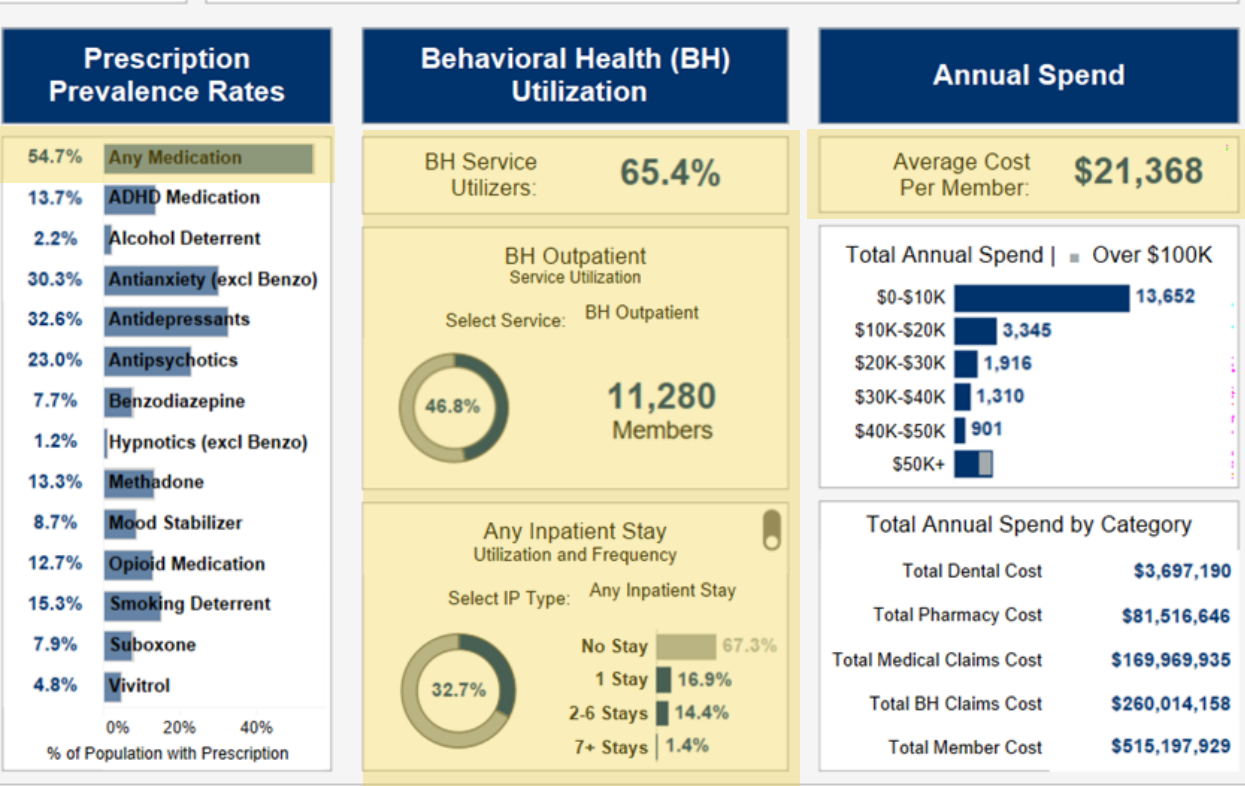 Prescription
Prevalence Rates
54.7% Any Medication
13.7% ADHD Medication
2.2% Alcohol Deterrent
30.3% Antianxiety (excl Benzo)
32.6% Antidepressants
23.0% Antipsychotics
7.7% Benzodiazepine
1.2% Hypnotics (excl Benzo)
13.3% Methadone
8.7% Mood Stabilizer
12.7% Opioid Medication
15.3% Smoking Deterrent
7.9% Suboxone
4.8% Vivitrol
0% 20% 40%
% of Population with Prescription
Behavioral Health (BH)
Utilization
BH Service
Utilizers:
65.4%
BH Outpatient
Service Utilization
Select Service: BH Outpatient
46.8%
11,280
Members
Any Inpatient Stay
Utilization and Frequency
Select IP Type: Any Inpatient Stay
32.7%
No Stay 67.3%
1 Stay 16.9%
2-6 Stays 14.4%
7+ Stays 1.4%
Annual Spend
Average Cost
Per Member:
$21,368
Total Annual Spend | Over $100K
$0-$10K 13,652
$10K-$20K 3,345
$20K-$30K 1,916
$30K-$40K 1,310
$40K-$50K 901
$50K+
Total Annual Spend by Category
Total Dental Cost $3,697,190
Total Pharmacy Cost $81,516,646
Total Medical Claims Cost $169,969,935
Total BH Claims Cost $260,014,158
Total Member Cost $515,197,929